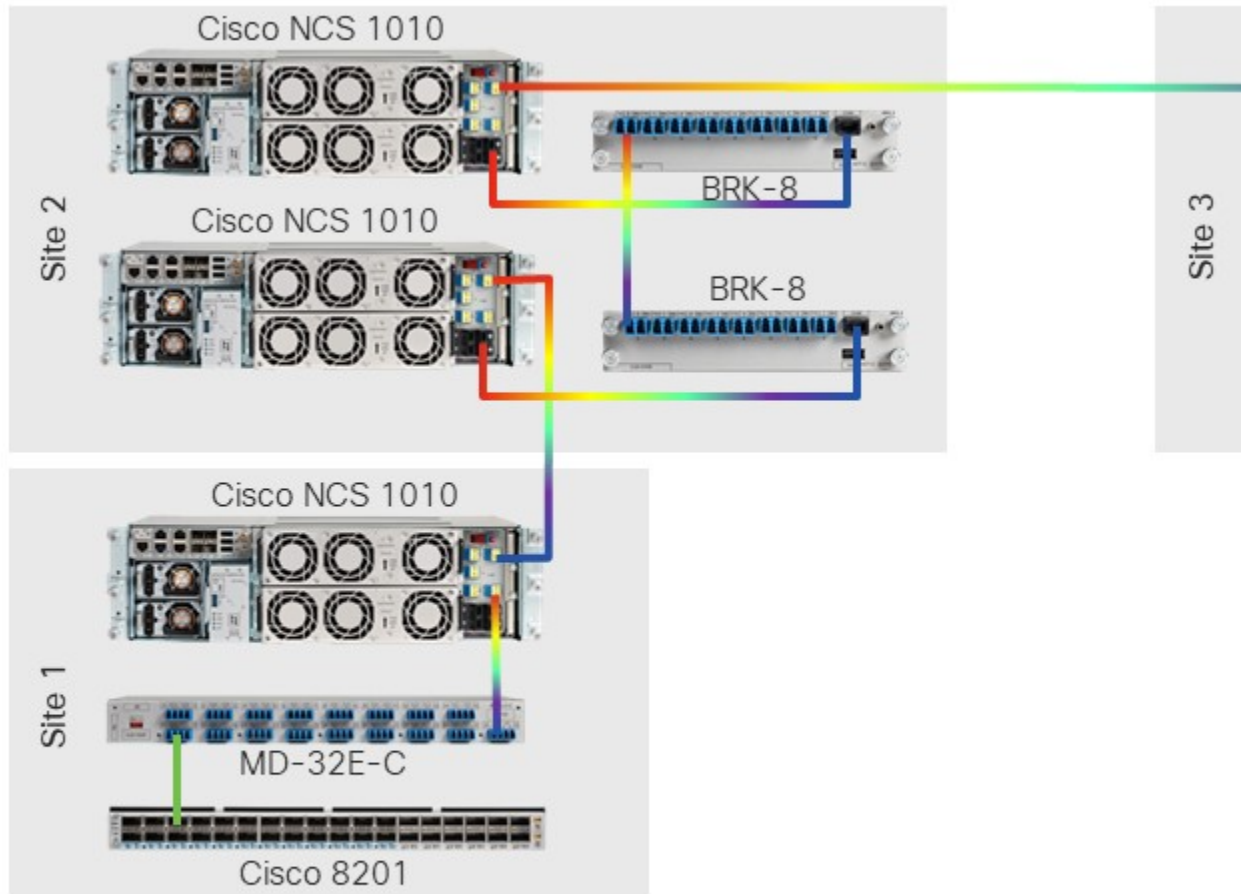 Cisco NCS 1010
BRK-8
Site 2
Cisco NCS 1010
BRK-8
Site 3
Cisco NCS 1010
Site 1
MD-32E-C
Cisco 8201